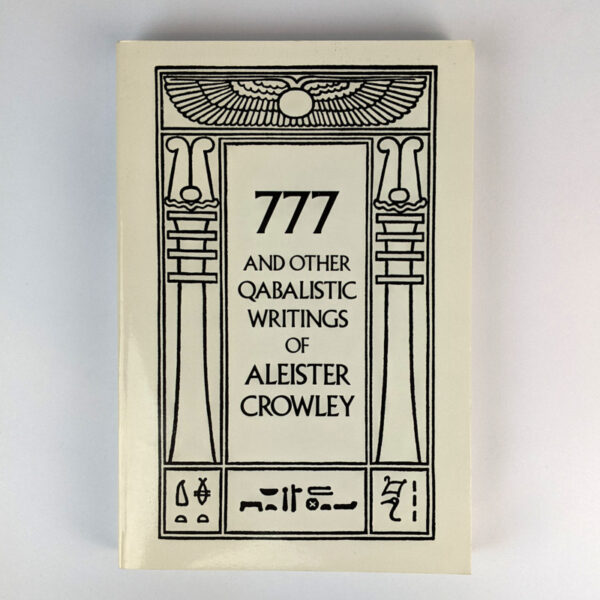 777
AND OTHER
QABALISTIC
WRITINGS
OF
ALEISTER
CROWLEY